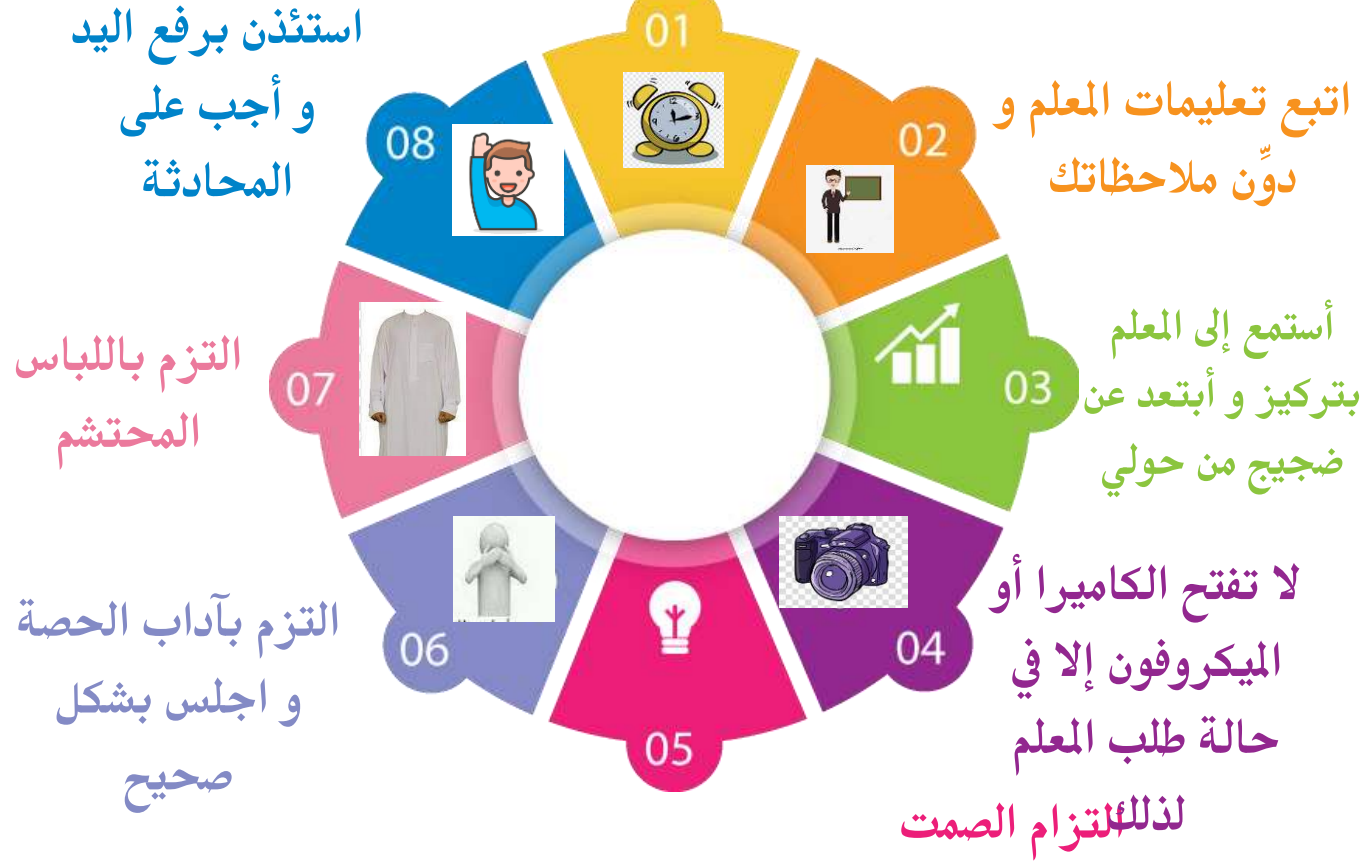 01
02
اتبع تعليمات المعلم و
دوِّن ملاحظاتك
03
أستمع إلى المعلم
بتركيز و أبتعد عن
ضجيج من حولي
04
لا تفتح الكاميرا أو
الميكروفون إلا في
حالة طلب المعلم
لذلك
05
التزام الصمت
06
التزم بآداب الحصة
و اجلس بشكل
صحيح
07
التزم باللباس
المحتشم
08
استئذن برفع اليد
و أجب على
المحادثة